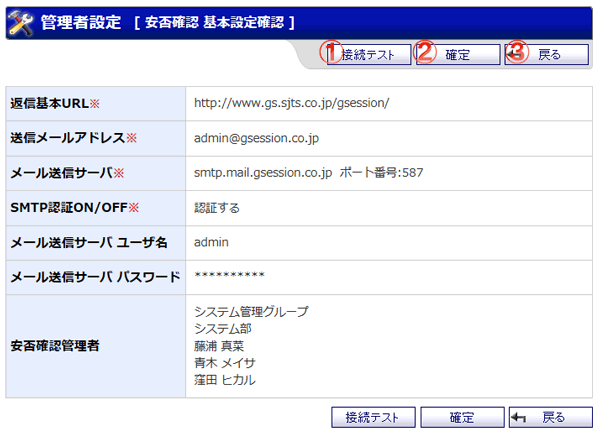 管理者設定 [ 安否確認 基本設定確認 ]
①接続テスト ②確定 ③戻る
返信基本URL※ http://www.gs.sjts.co.jp/gsession/
送信メールアドレス※ admin@gsession.co.jp
メール送信サーバ※ smtp.mail.gsession.co.jp ポート番号:587
SMTP認証ON/OFF※ 認証する
メール送信サーバ ユーザ名 admin
メール送信サーバ パスワード **********
安否確認管理者
システム管理グループ
システム部
藤浦 真菜
青木 メイサ
窪田 ヒカル
接続テスト 確定 戻る